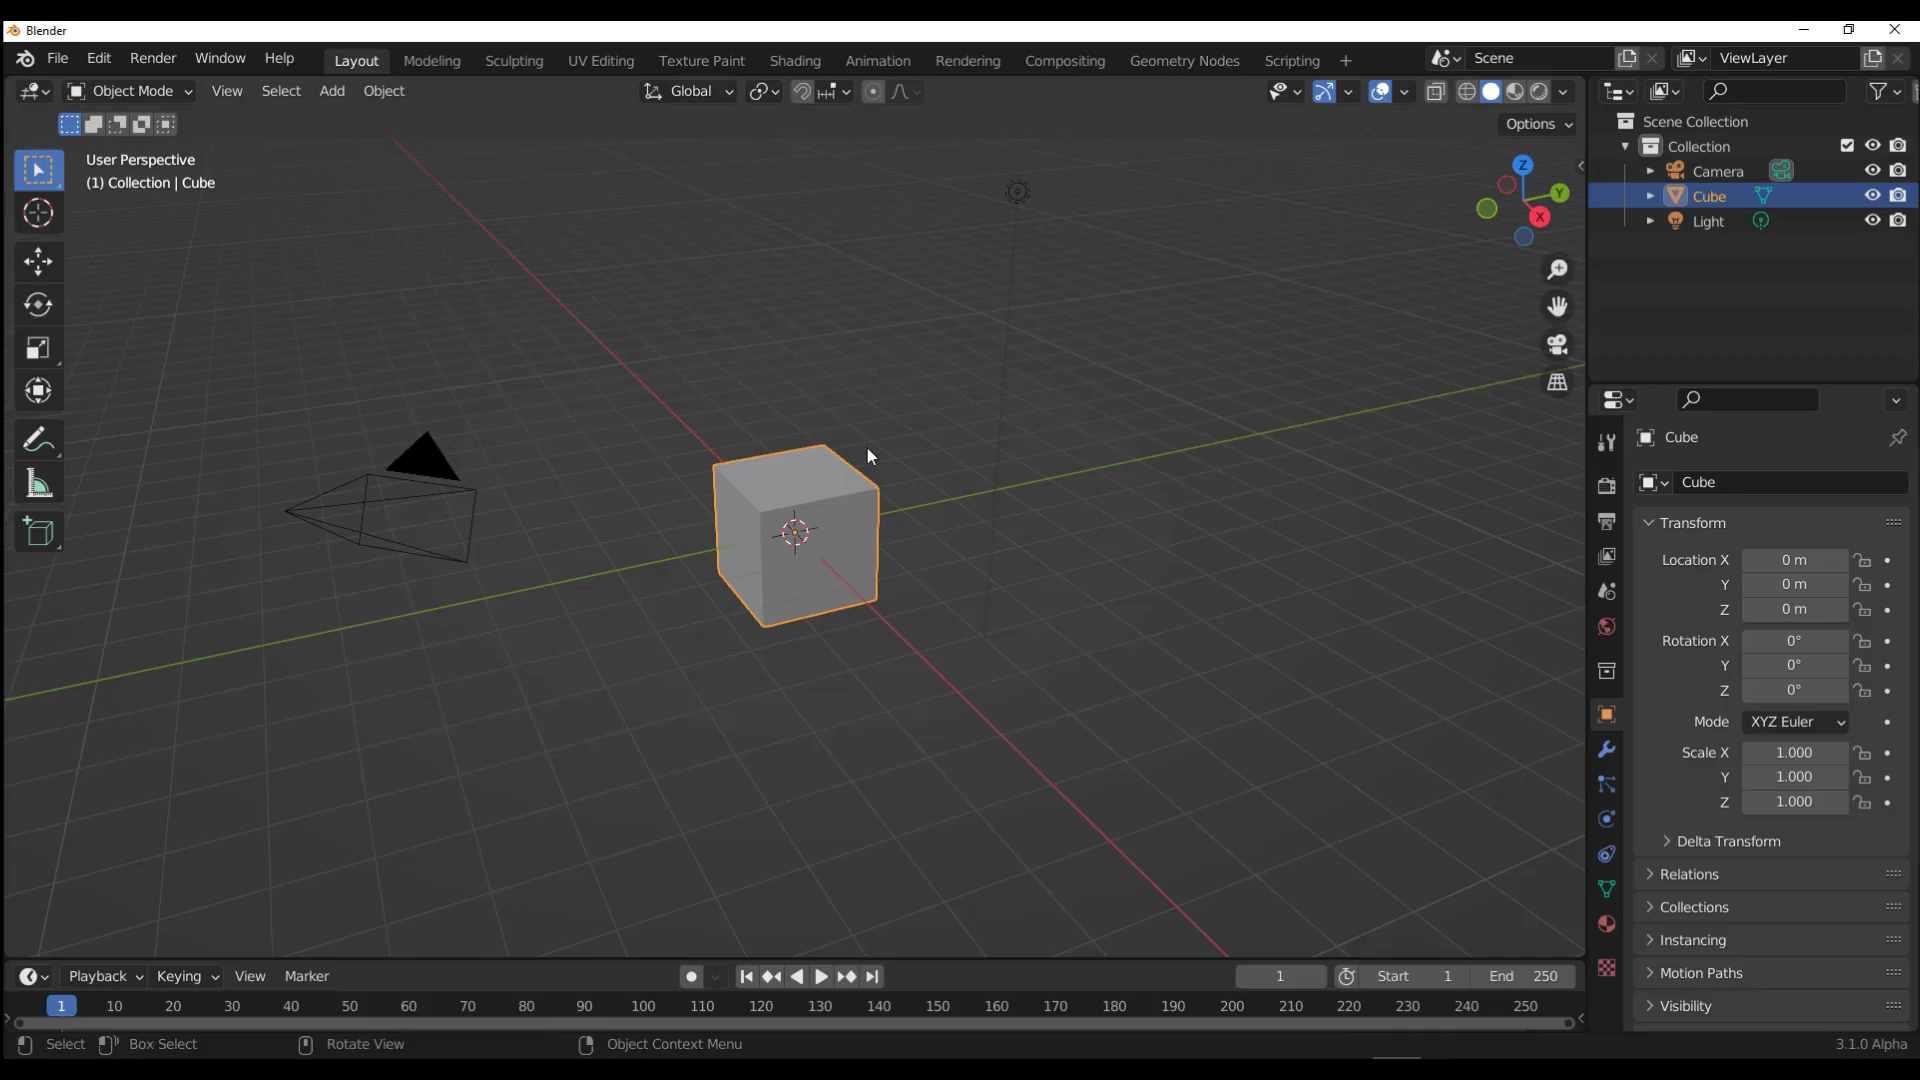 Blender
File Edit Render Window Help Layout Modeling Sculpting UV Editing Texture Paint Shading Animation Rendering Compositing Geometry Nodes Scripting + Scene ViewLayer
Object Mode View Select Add Object Global
Options
User Perspective
(1) Collection | Cube
Z
Y
X
Scene Collection
Collection
Camera
Cube
Light
Cube
Cube
Transform
Location X 0 m
Y 0 m
Z 0 m
Rotation X 0°
Y 0°
Z 0°
Mode XYZ Euler
Scale X 1.000
Y 1.000
Z 1.000
Delta Transform
Relations
Collections
Instancing
Motion Paths
Visibility
Playback Keying View Marker 1 Start 1 End 250
1 10 20 30 40 50 60 70 80 90 100 110 120 130 140 150 160 170 180 190 200 210 220 230 240 250
Select Box Select Rotate View Object Context Menu 3.1.0 Alpha